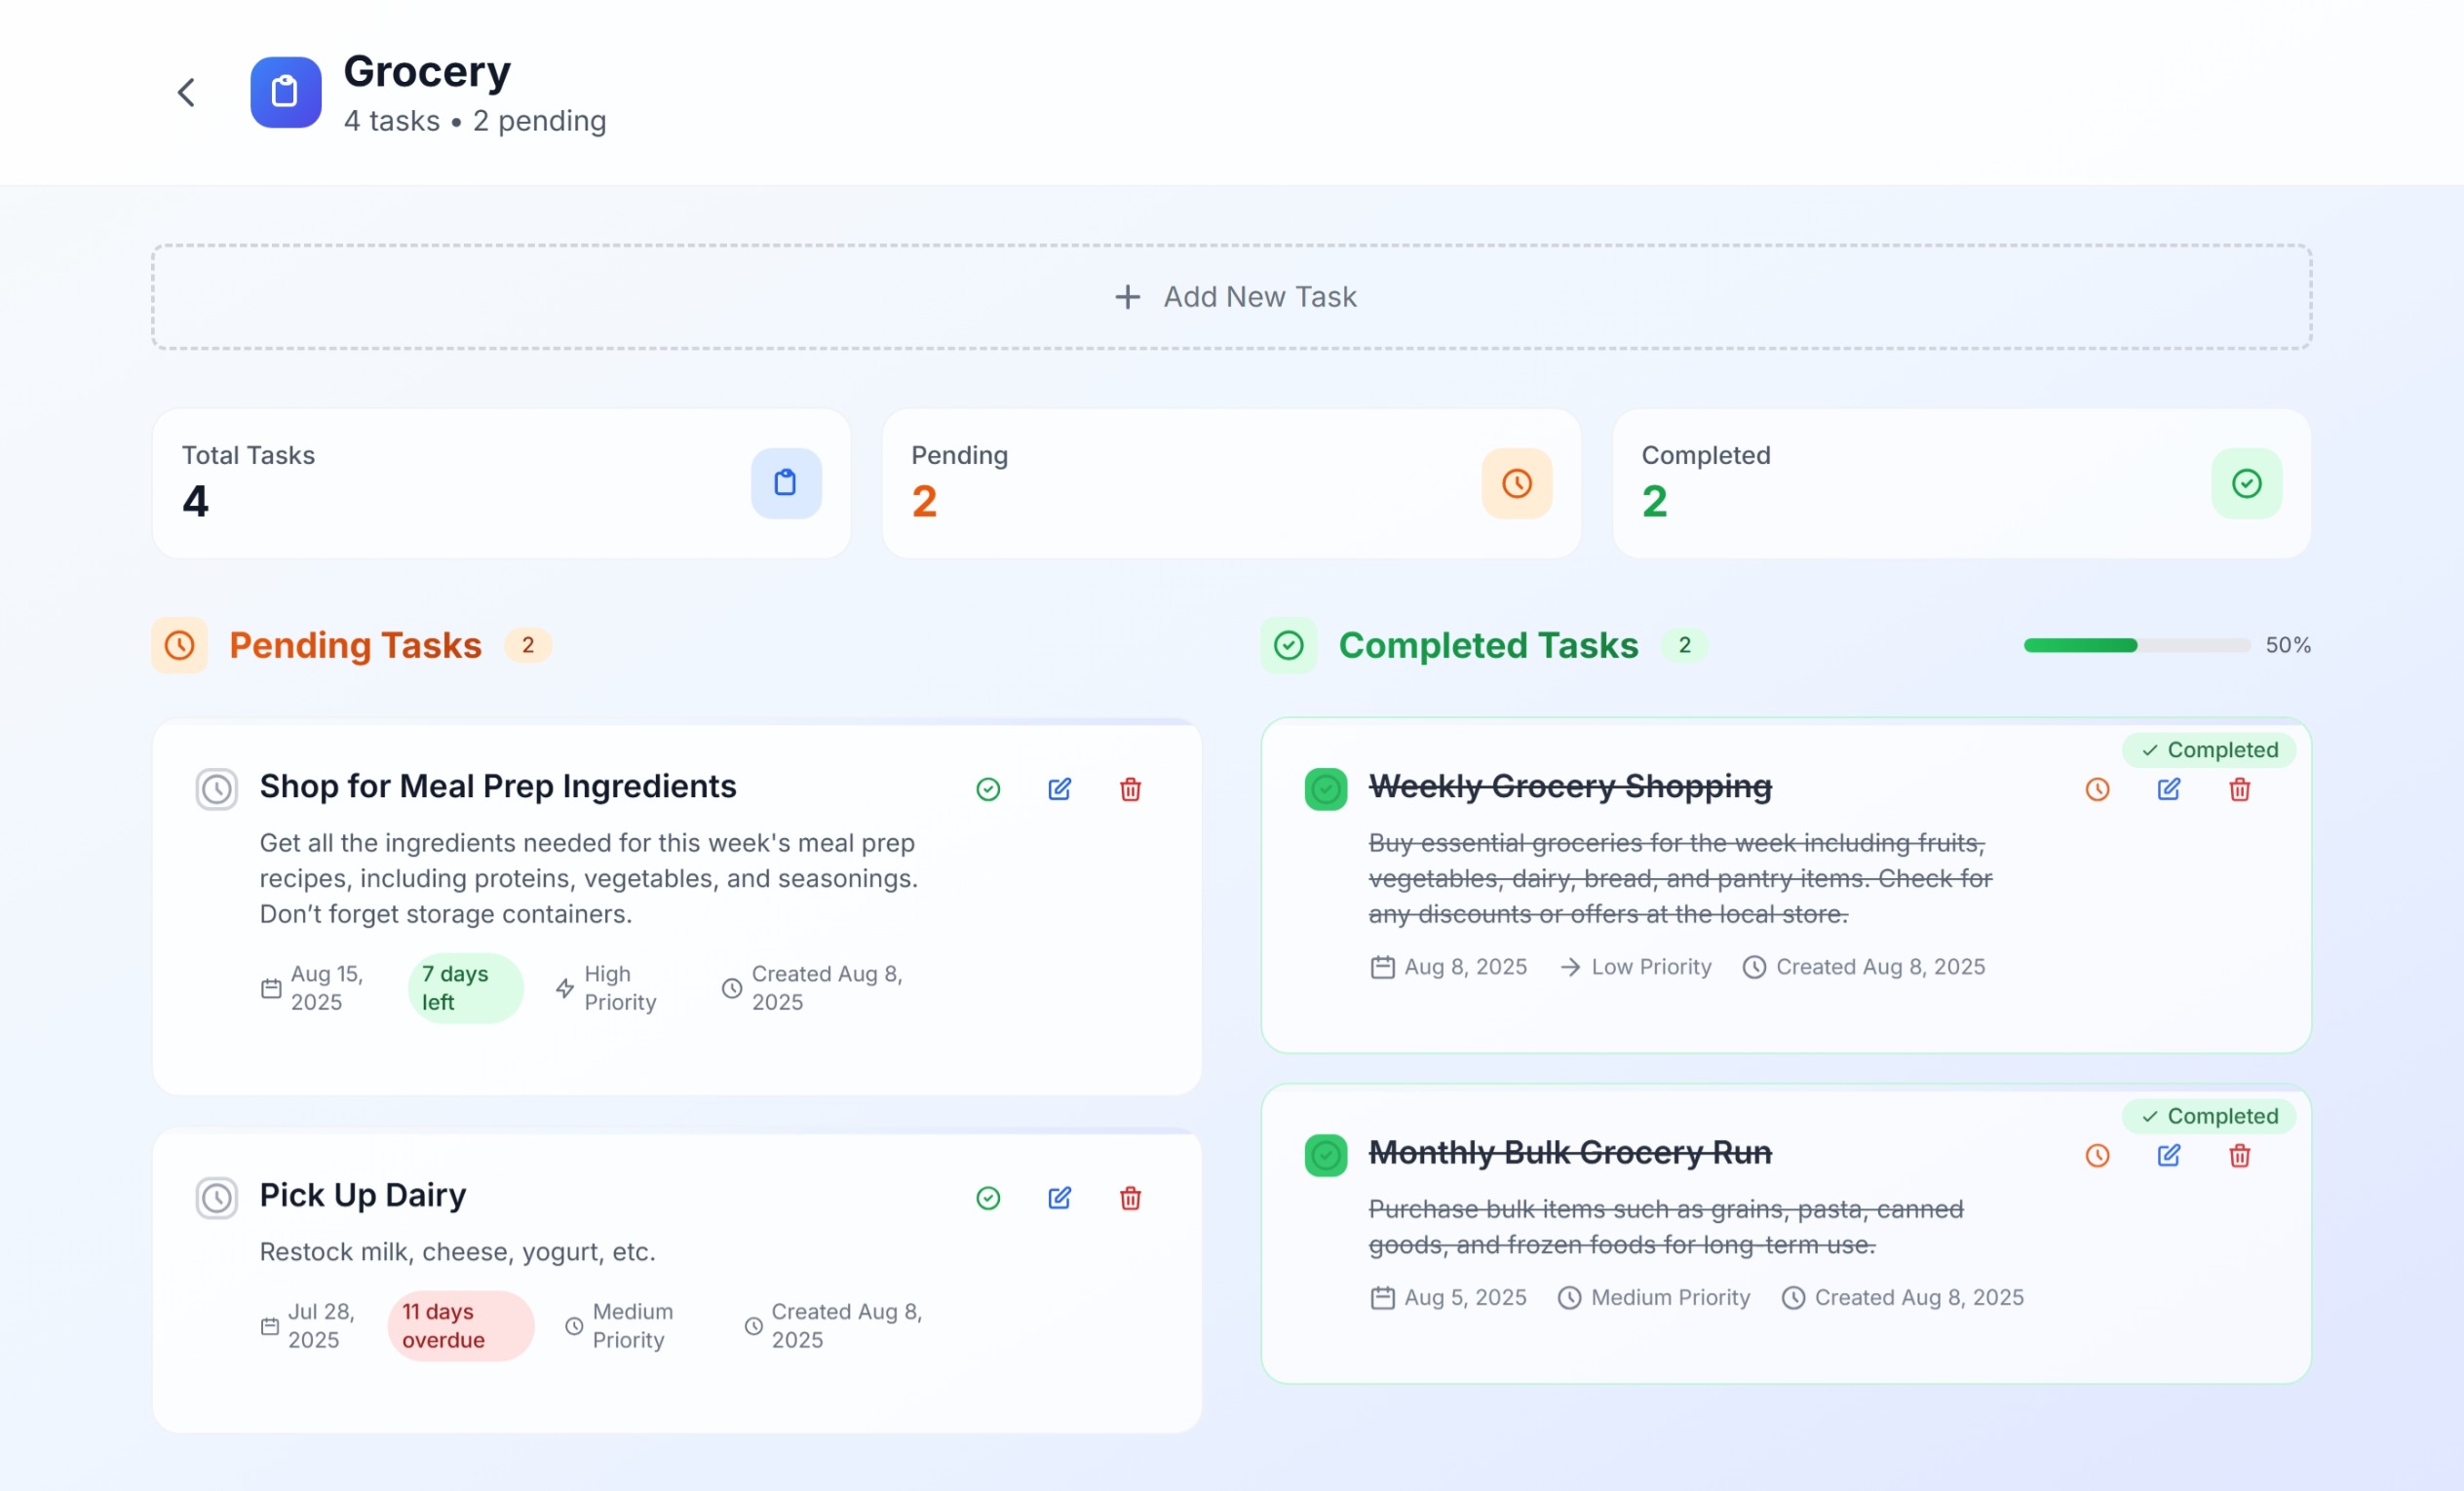 Grocery
4 tasks • 2 pending
Add New Task
Total Tasks
4
Pending
2
Completed
2
Pending Tasks
2
Shop for Meal Prep Ingredients
Get all the ingredients needed for this week's meal prep
recipes, including proteins, vegetables, and seasonings.
Don’t forget storage containers.
Aug 15,
2025
7 days
left
High
Priority
Created Aug 8,
2025
Pick Up Dairy
Restock milk, cheese, yogurt, etc.
Jul 28,
2025
11 days
overdue
Medium
Priority
Created Aug 8,
2025
Completed Tasks
2
50%
Completed
Weekly Grocery Shopping
Buy essential groceries for the week including fruits,
vegetables, dairy, bread, and pantry items. Check for
any discounts or offers at the local store.
Aug 8, 2025
Low Priority
Created Aug 8, 2025
Completed
Monthly Bulk Grocery Run
Purchase bulk items such as grains, pasta, canned
goods, and frozen foods for long-term use.
Aug 5, 2025
Medium Priority
Created Aug 8, 2025